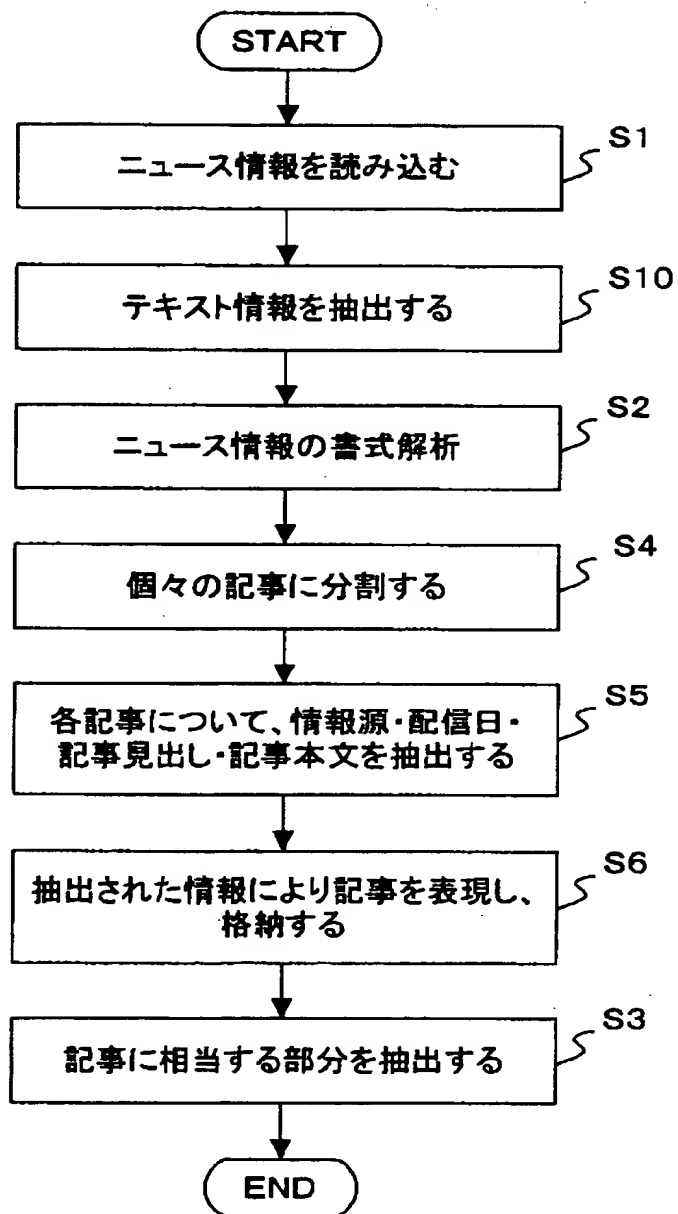 START
ニュース情報を読み込む
S1
テキスト情報を抽出する
S10
ニュース情報の書式解析
S2
個々の記事に分割する
S4
各記事について、情報源・配信日・
記事見出し・記事本文を抽出する
S5
抽出された情報により記事を表現し、
格納する
S6
記事に相当する部分を抽出する
S3
END